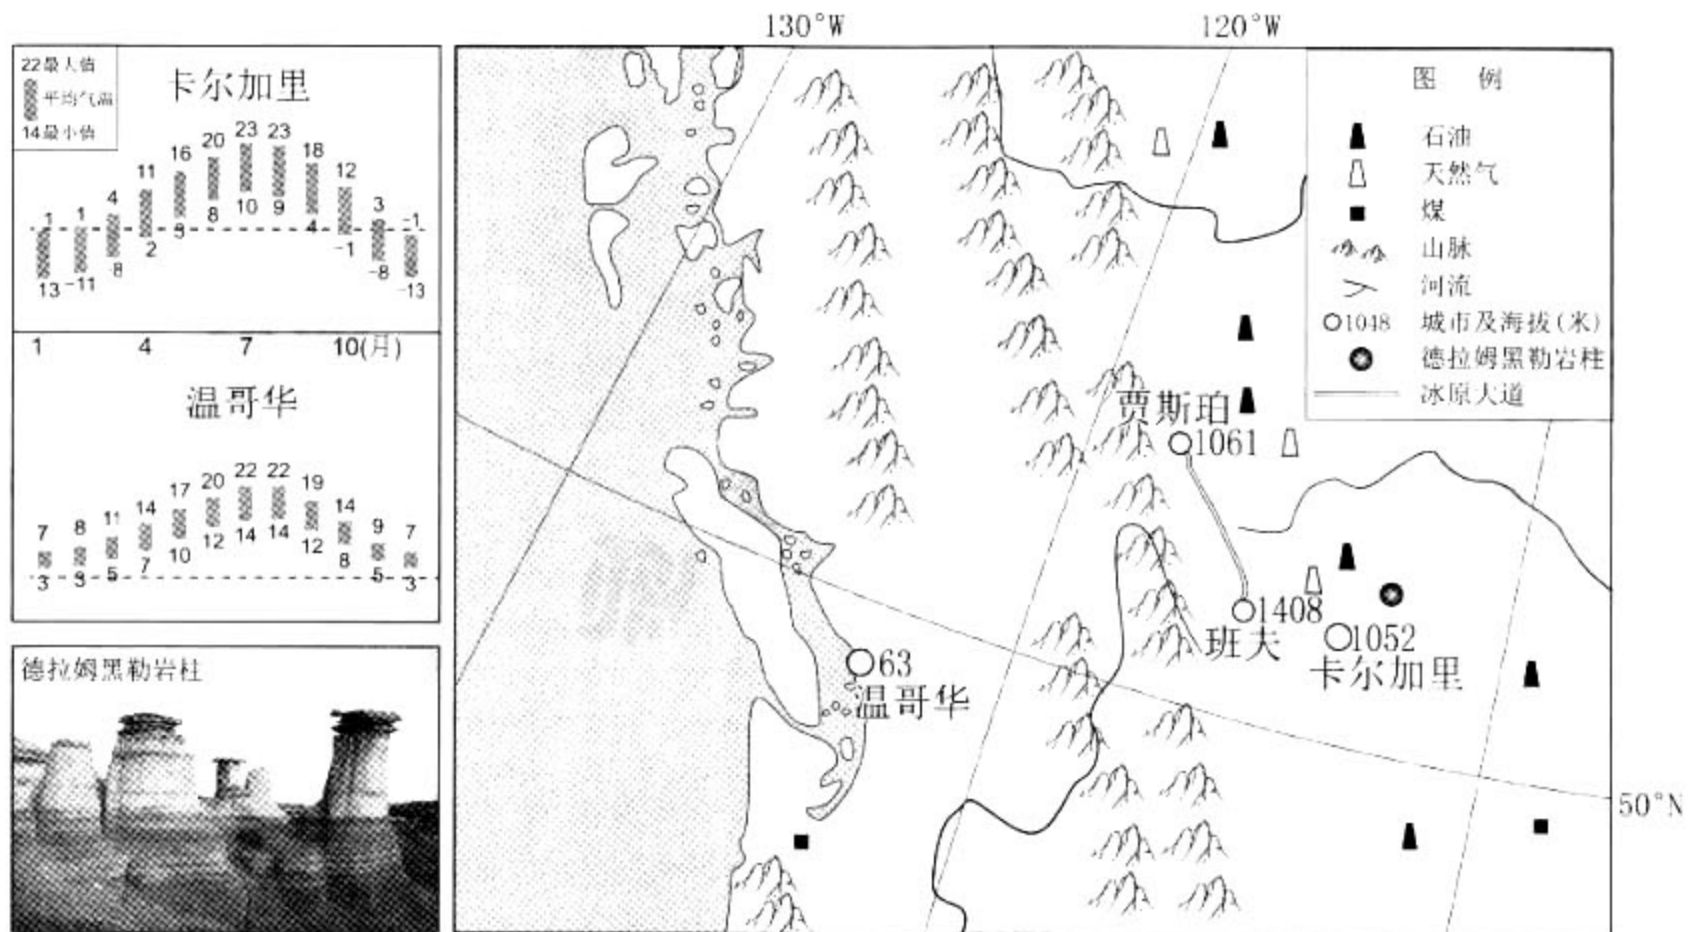 130°W
120°W
22最人值
平均气温
14最小值
卡尔加里
1 1 4 11 16 20 23 23 18 12 3 -1
13 -11 8 2 3 8 10 9 4 -1 -8 -13
1 4 7 10(月)
温哥华
7 8 11 14 17 20 22 22 19 14 9 7
3 3 5 7 10 12 14 14 12 8 5 3
德拉姆黑勒岩柱
图 例
石油
天然气
煤
山脉
河流
1048 城市及海拔(米)
德拉姆黑勒岩柱
冰原大道
贾斯珀
1061
1408
班夫
1052
卡尔加里
63
温哥华
50°N